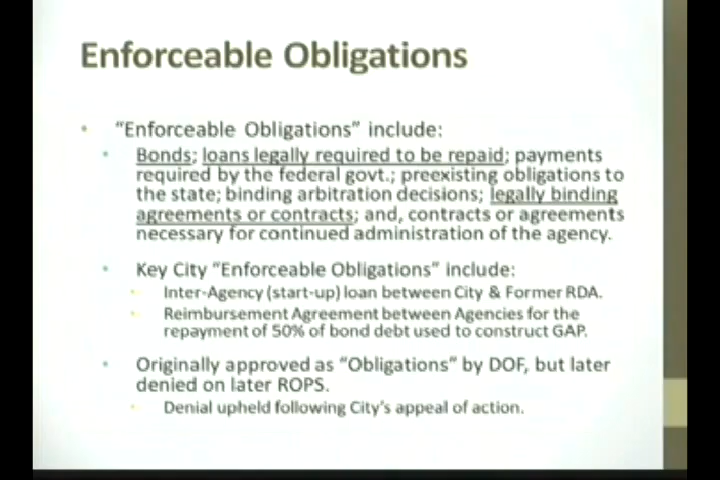 Enforceable Obligations
• "Enforceable Obligations" include:
• Bonds; loans legally required to be repaid; payments
required by the federal govt.; preexisting obligations to
the state; binding arbitration decisions; legally binding
agreements or contracts; and, contracts or agreements
necessary for continued administration of the agency.
• Key City "Enforceable Obligations" include:
• Inter-Agency (start-up) loan between City & Former RDA.
• Reimbursement Agreement between Agencies for the
repayment of 50% of bond debt used to construct GAP.
• Originally approved as "Obligations" by DOF, but later
denied on later ROPS.
• Denial upheld following City's appeal of action.